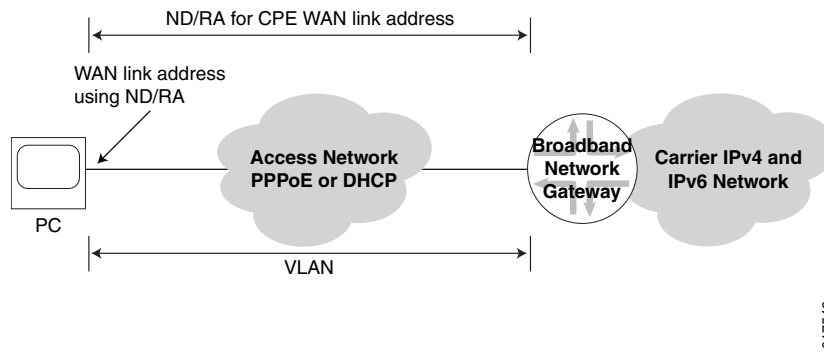 ND/RA for CPE WAN link address
WAN link address
using ND/RA
Access Network
PPPoE or DHCP
Broadband
Network
Gateway
Carrier IPv4 and
IPv6 Network
PC
VLAN